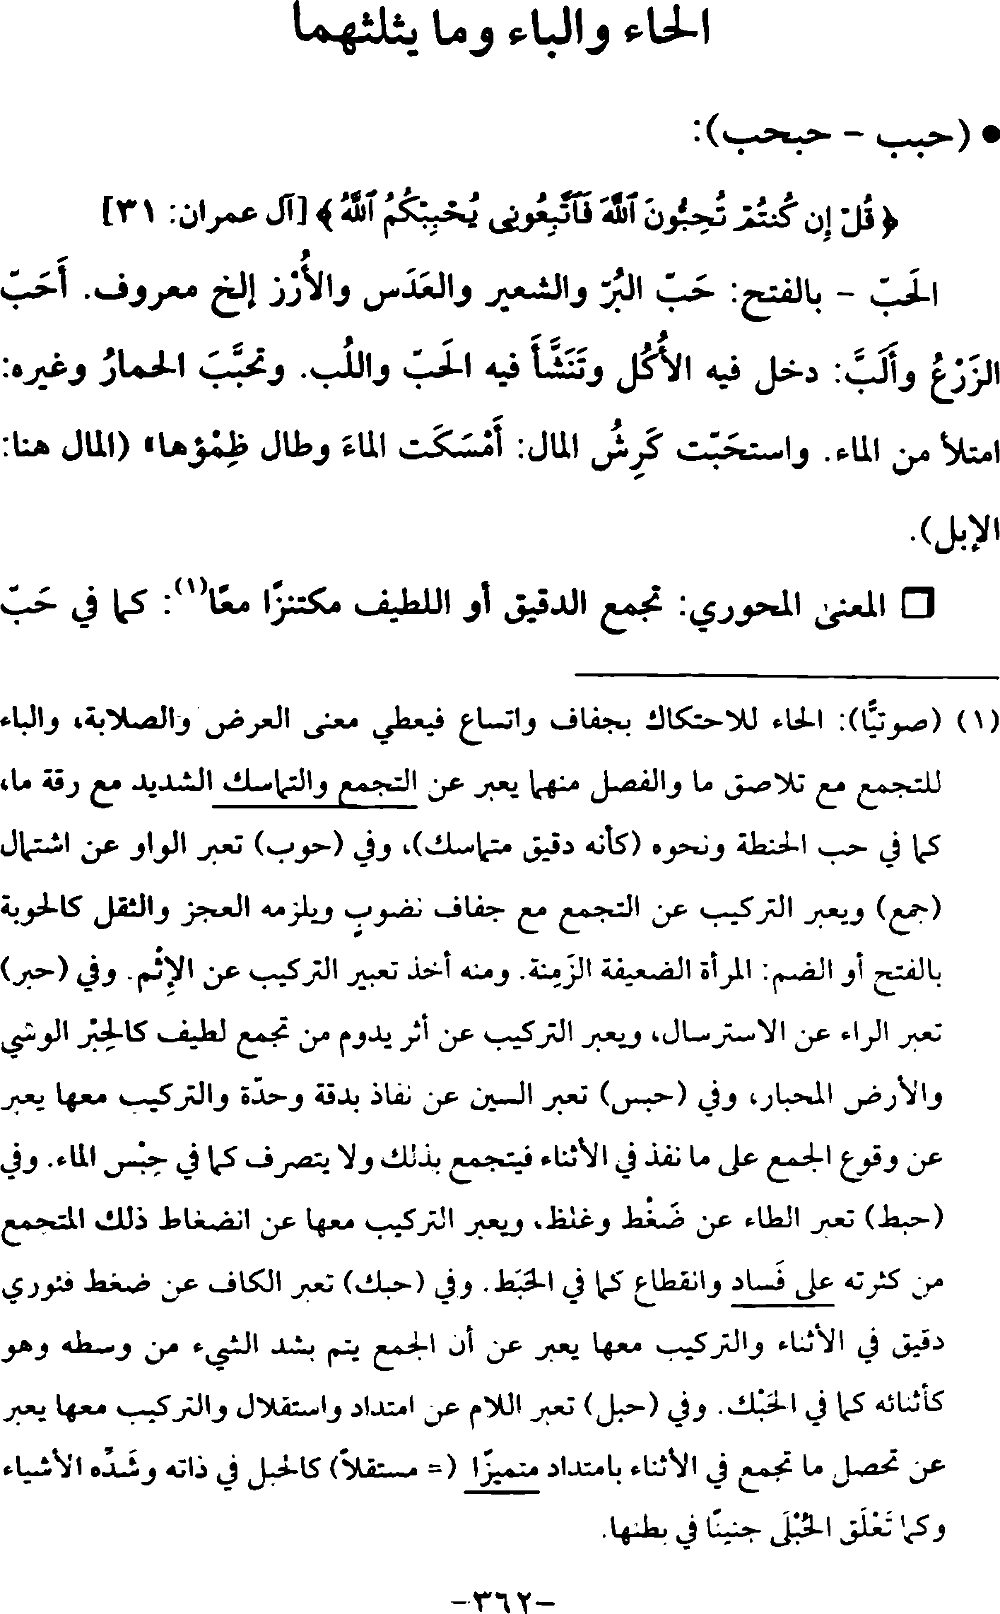 الحاء والباء وما يثلثهما
● (حبب - حبحب):
﴿قُلْ إِن كُنتُمْ تُحِبُّونَ ٱللَّهَ فَٱتَّبِعُونِى يُحْبِبْكُمُ ٱللَّهُ﴾ [آل عمران: ٣١]
الحَبّ - بالفتح: حَبّ البُرّ والشعير والعَدَس والأُرْز إلخ معروف. أَحَبّ
الزَرْعُ وأَلَبَّ: دخل فيه الأُكُل وتَنَشَّأَ فيه الحَبّ واللُب. وتحبَّبَ الحمارُ وغيره:
امتلأ من الماء. واستحَبّت كَرِشُ المال: أَمْسَكَت الماءَ وطال ظِمْؤها» (المال هنا:
الإبل).
□ المعنى المحوري: تجمع الدقيق أو اللطيف مكتنزًا معًا(١): كما في حَبّ
(١) (صوتيًّا): الحاء للاحتكاك بجفاف واتساع فيعطي معنى العرض والصلابة، والباء
للتجمع مع تلاصق ما والفصل منهما يعبر عن التجمع والتماسك الشديد مع رقة ما،
كما في حب الحنطة ونحوه (كأنه دقيق متماسك)، وفي (حوب) تعبر الواو عن اشتمال
(جمع) ويعبر التركيب عن التجمع مع جفاف نضوبٍ ويلزمه العجز والثقل كالحوبة
بالفتح أو الضم: المرأة الضعيفة الزَمِنة. ومنه أخذ تعبير التركيب عن الإِثْم. وفي (حبر)
تعبر الراء عن الاسترسال، ويعبر التركيب عن أثر يدوم من تجمع لطيف كالحِبْر الوشي
والأرض المحبار، وفي (حبس) تعبر السين عن نفاذ بدقة وحدّة والتركيب معها يعبر
عن وقوع الجمع على ما نفذ في الأثناء فيتجمع بذلك ولا يتصرف كما في حِبْس الماء. وفي
(حبط) تعبر الطاء عن ضَغْط وغلظ، ويعبر التركيب معها عن انضغاط ذلك المتجمع
من كثرته على فَساد وانقطاع كما في الحَبَط. وفي (حبك) تعبر الكاف عن ضغط فئوري
دقيق في الأثناء والتركيب معها يعبر عن أن الجمع يتم بشد الشيء من وسطه وهو
كأثنائه كما في الحَبْك. وفي (حبل) تعبر اللام عن امتداد واستقلال والتركيب معها يعبر
عن تحصل ما تجمع في الأثناء بامتداد متميزًا (= مستقلاً) كالحبل في ذاته وشَدِّه الأشياء
وكما تَعْلَق الحُبْلَى جنينًا في بطنها.
-٣٦٢-